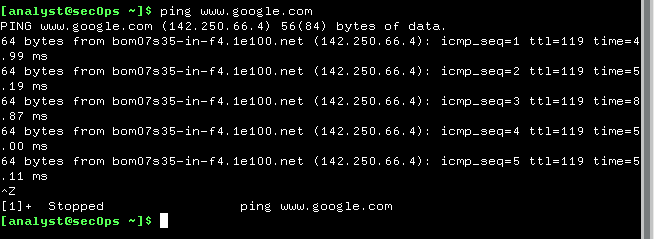 [analyst@secOps ~]$ ping www.google.com
PING www.google.com (142.250.66.4) 56(84) bytes of data.
64 bytes from bom07s35-in-f4.1e100.net (142.250.66.4): icmp_seq=1 ttl=119 time=4
.99 ms
64 bytes from bom07s35-in-f4.1e100.net (142.250.66.4): icmp_seq=2 ttl=119 time=5
.19 ms
64 bytes from bom07s35-in-f4.1e100.net (142.250.66.4): icmp_seq=3 ttl=119 time=8
.87 ms
64 bytes from bom07s35-in-f4.1e100.net (142.250.66.4): icmp_seq=4 ttl=119 time=5
.00 ms
64 bytes from bom07s35-in-f4.1e100.net (142.250.66.4): icmp_seq=5 ttl=119 time=5
.11 ms
^Z
[1]+  Stopped                 ping www.google.com
[analyst@secOps ~]$